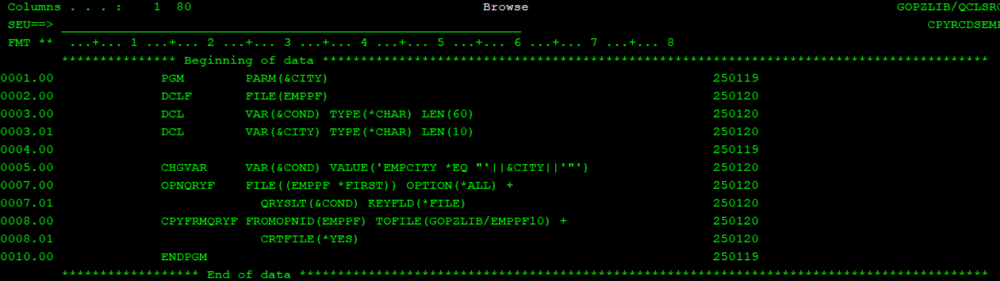 Columns . . . :    1  80                                      Browse                                                GOPZLIB/QCLSRC
SEU==>                                                                                                                  CPYRCDSEMP
FMT **  ...+... 1 ...+... 2 ...+... 3 ...+... 4 ...+... 5 ...+... 6 ...+... 7 ...+... 8
*************** Beginning of data ***************************************************************************************
0001.00              PGM        PARM(&CITY)                                                  250119
0002.00              DCLF       FILE(EMPPF)                                                  250120
0003.00              DCL        VAR(&COND) TYPE(*CHAR) LEN(60)                               250120
0003.01              DCL        VAR(&CITY) TYPE(*CHAR) LEN(10)                               250120
0004.00                                                                                      250119
0005.00              CHGVAR     VAR(&COND) VALUE('EMPCITY *EQ "'||&CITY||'"')                250120
0007.00              OPNQRYF    FILE((EMPPF *FIRST)) OPTION(*ALL) +                          250120
0007.01                           QRYSLT(&COND) KEYFLD(*FILE)                                250120
0008.00              CPYFRMQRYF FROMOPNID(EMPPF) TOFILE(GOPZLIB/EMPPF10) +                   250120
0008.01                           CRTFILE(*YES)                                              250120
0010.00              ENDPGM                                                                  250119
****************** End of data ******************************************************************************************